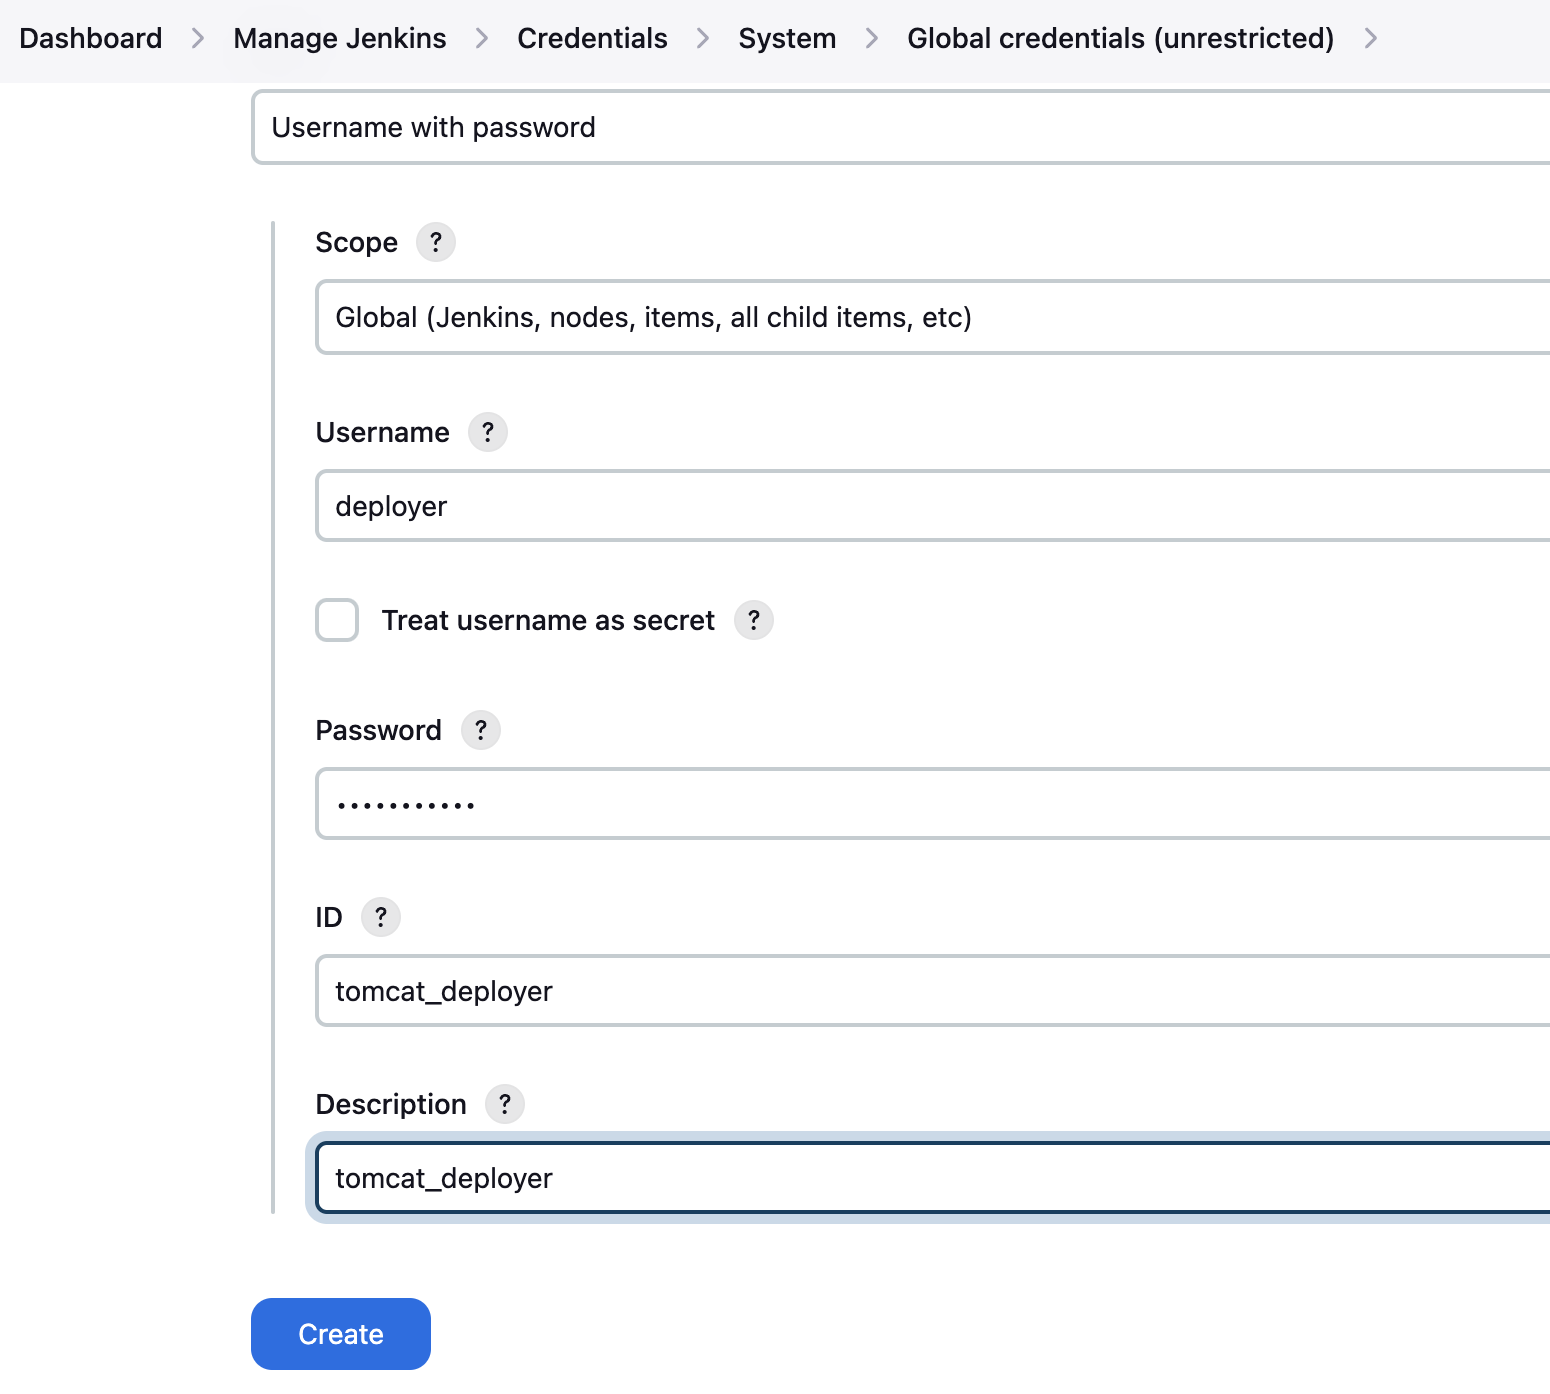 Dashboard > Manage Jenkins > Credentials > System > Global credentials (unrestricted) >
Username with password
Scope ?
Global (Jenkins, nodes, items, all child items, etc)
Username ?
deployer
Treat username as secret ?
Password ?
•••••••••••
ID ?
tomcat_deployer
Description ?
tomcat_deployer
Create